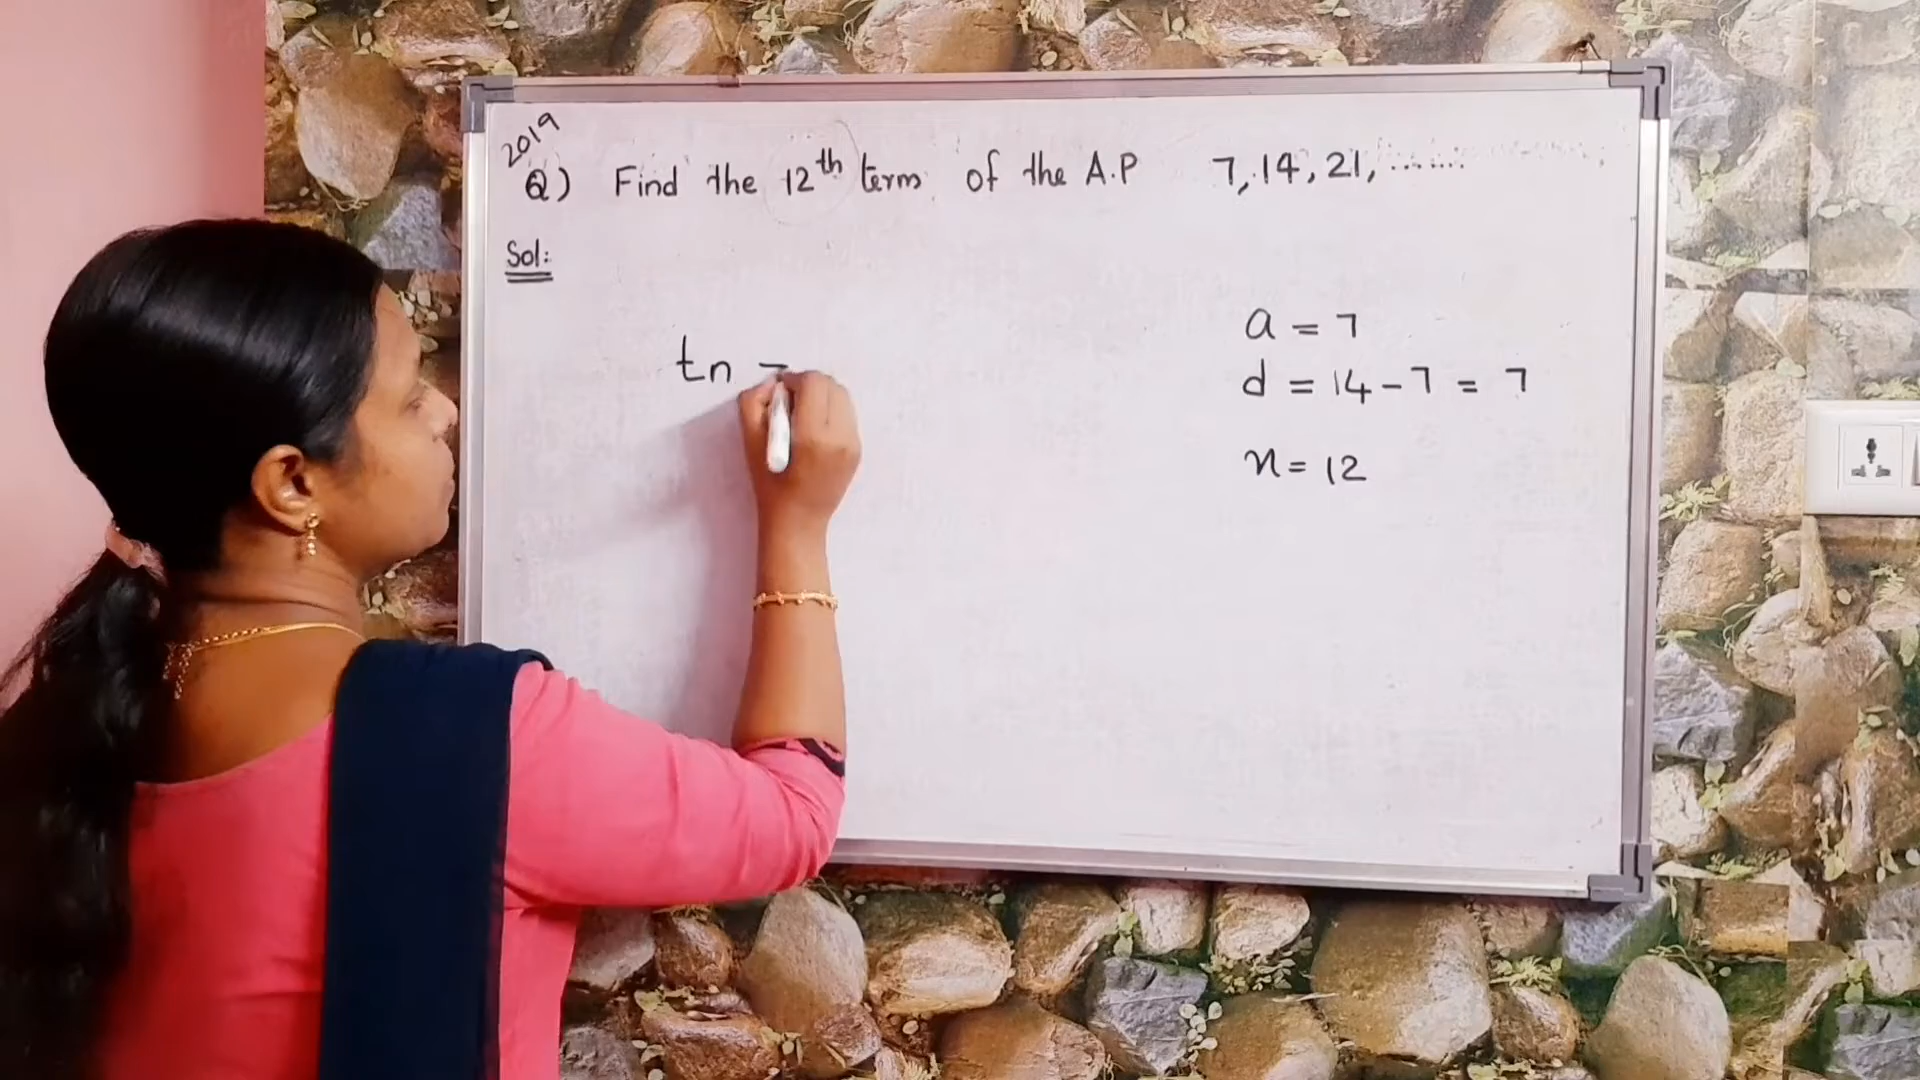 2019
Q) Find the 12th term of the A.P 7, 14, 21, .......
Sol:
tn =
a = 7
d = 14 - 7 = 7
n = 12